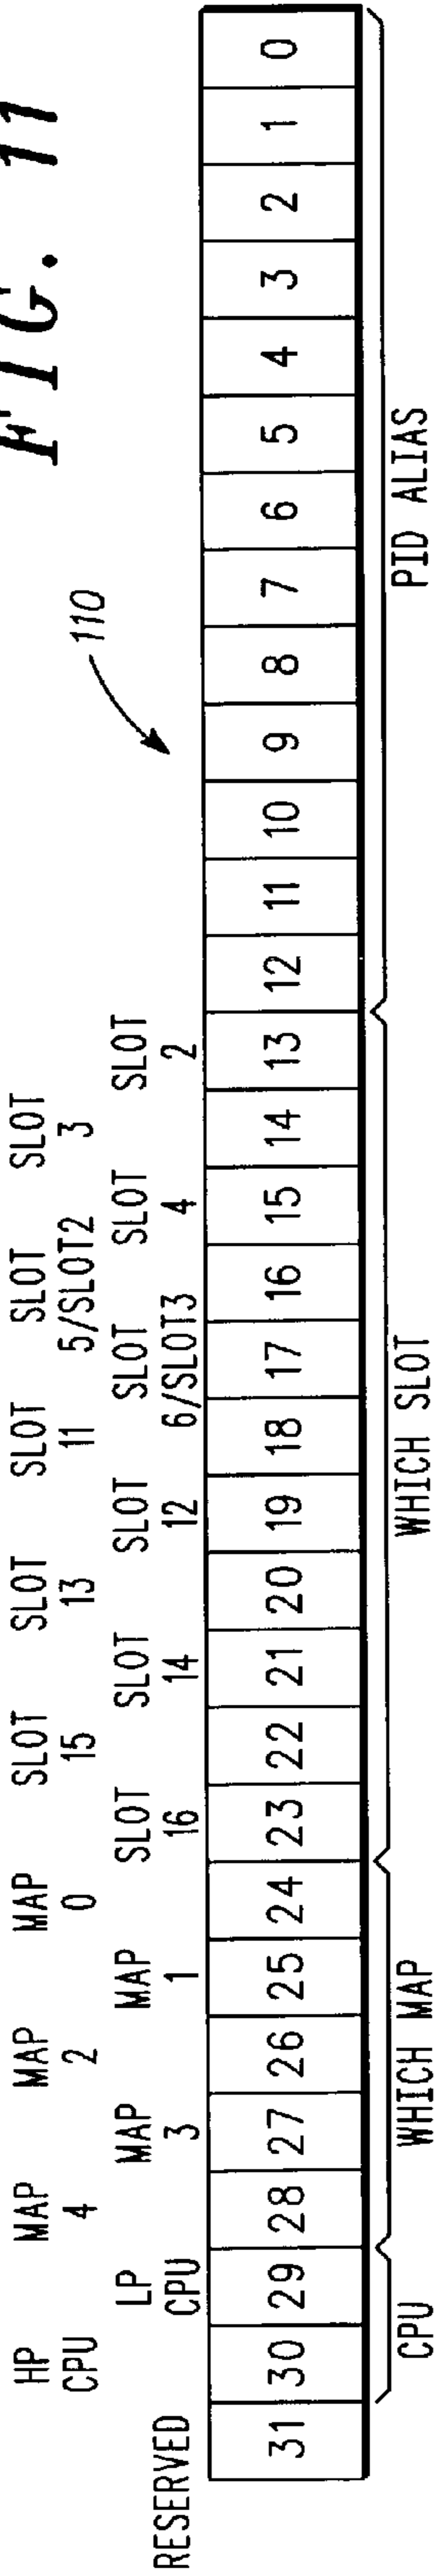 FIG. 11
110
HP CPU
MAP 4
MAP 2
MAP 0
SLOT 15
SLOT 13
SLOT 11
SLOT 5/SLOT2
SLOT 3
RESERVED
LP CPU
MAP 3
MAP 1
SLOT 16
SLOT 14
SLOT 12
SLOT 6/SLOT3
SLOT 4
SLOT 2
31 30 29 28 27 26 25 24 23 22 21 20 19 18 17 16 15 14 13 12 11 10 9 8 7 6 5 4 3 2 1 0
CPU
WHICH MAP
WHICH SLOT
PID ALIAS